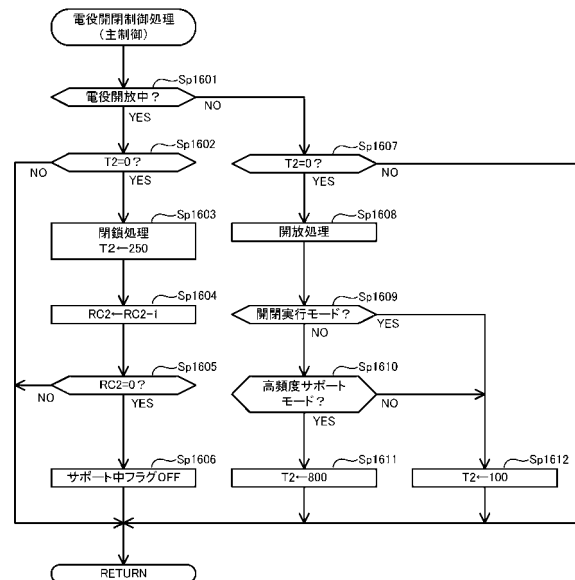 電役開閉制御処理
（主制御）
Sp1601
電役開放中？
NO
YES
Sp1602
T2=0？
NO
YES
Sp1607
T2=0？
NO
YES
Sp1603
閉鎖処理
T2←250
Sp1608
開放処理
Sp1604
RC2←RC2-1
Sp1609
開閉実行モード？
YES
NO
Sp1605
RC2=0？
NO
YES
Sp1610
高頻度サポート
モード？
NO
YES
Sp1606
サポート中フラグOFF
Sp1611
T2←800
Sp1612
T2←100
RETURN